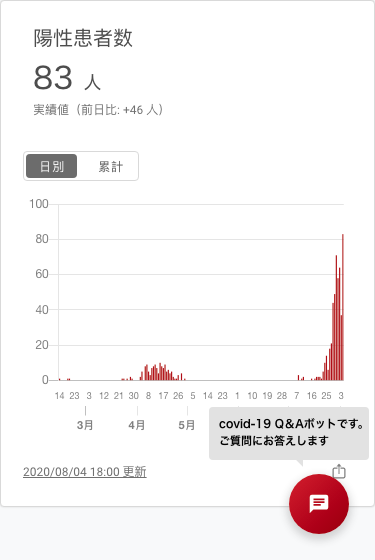 陽性患者数
83 人
実績値（前日比: +46 人）
日別 累計
100
80
60
40
20
0
14 23 3 12 21 30 8 17 26 5 14 23 1 10 19 28 7 16 25 3
3月 4月 5月
covid-19 Q&Aボットです。
ご質問にお答えします
2020/08/04 18:00 更新